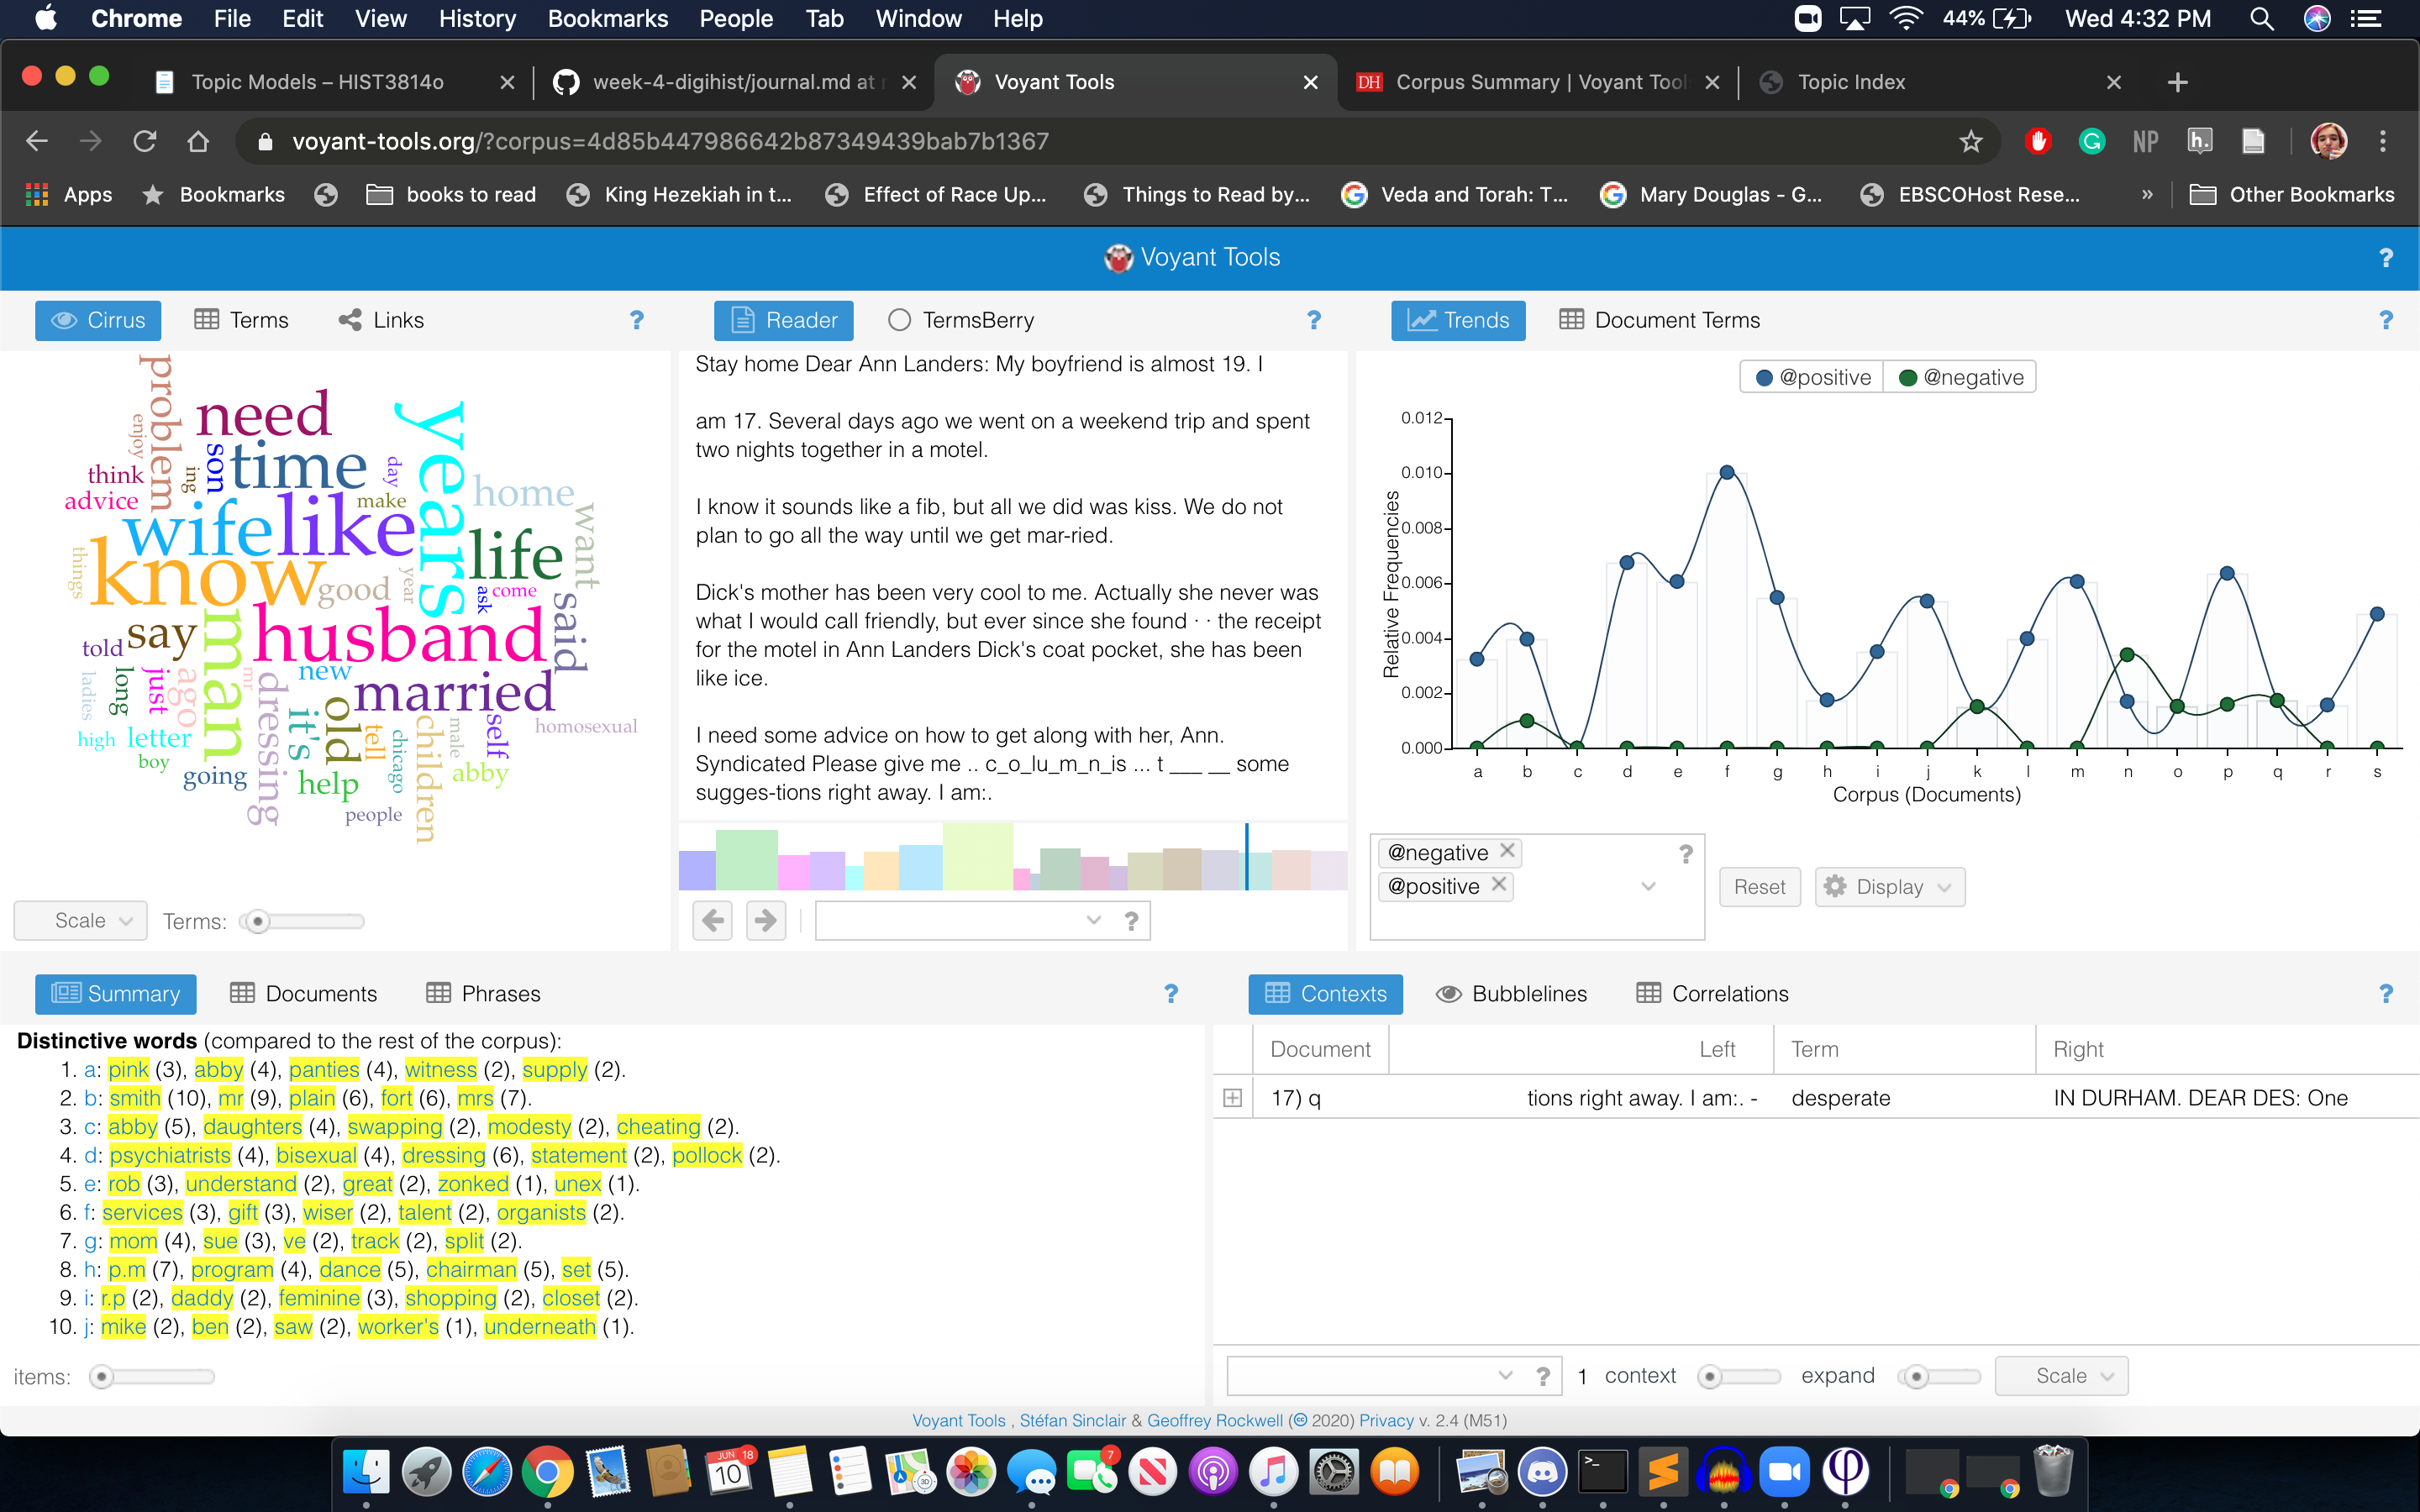 Chrome File Edit View History Bookmarks People Tab Window Help 44% Wed 4:32 PM
Topic Models – HIST3814o week-4-digihist/journal.md at Voyant Tools DH Corpus Summary | Voyant Tool Topic Index
voyant-tools.org/?corpus=4d85b447986642b87349439bab7b1367 NP h.
Apps Bookmarks books to read King Hezekiah in t... Effect of Race Up... Things to Read by... Veda and Torah: T... Mary Douglas - G... EBSCOHost Rese... » Other Bookmarks
Voyant Tools ?
Cirrus Terms Links ?
problem
need
years
enjoy
son
time
day
think
ing
home
advice
make
want
wife
like
life
know
things
good
year
ask
come
said
man
husband
say
told
new
mr
married
ladies
long
just
ago
dressing
it's
old
tell
chicago
children
male
self
homosexual
high
letter
boy
going
help
abby
people
Scale Terms:
Reader TermsBerry ?
Stay home Dear Ann Landers: My boyfriend is almost 19. I
am 17. Several days ago we went on a weekend trip and spent
two nights together in a motel.
I know it sounds like a fib, but all we did was kiss. We do not
plan to go all the way until we get mar-ried.
Dick's mother has been very cool to me. Actually she never was
what I would call friendly, but ever since she found · · the receipt
for the motel in Ann Landers Dick's coat pocket, she has been
like ice.
I need some advice on how to get along with her, Ann.
Syndicated Please give me .. c_o_lu_m_n_is ... t ___ __ some
sugges-tions right away. I am:.
?
Trends Document Terms ?
@positive @negative
Relative Frequencies
0.012
0.010
0.008
0.006
0.004
0.002
0.000
a b c d e f g h i j k l m n o p q r s
Corpus (Documents)
@negative ?
@positive
Reset Display
Summary Documents Phrases ?
Distinctive words (compared to the rest of the corpus):
1. a: pink (3), abby (4), panties (4), witness (2), supply (2).
2. b: smith (10), mr (9), plain (6), fort (6), mrs (7).
3. c: abby (5), daughters (4), swapping (2), modesty (2), cheating (2).
4. d: psychiatrists (4), bisexual (4), dressing (6), statement (2), pollock (2).
5. e: rob (3), understand (2), great (2), zonked (1), unex (1).
6. f: services (3), gift (3), wiser (2), talent (2), organists (2).
7. g: mom (4), sue (3), ve (2), track (2), split (2).
8. h: p.m (7), program (4), dance (5), chairman (5), set (5).
9. i: r.p (2), daddy (2), feminine (3), shopping (2), closet (2).
10. j: mike (2), ben (2), saw (2), worker's (1), underneath (1).
items:
Contexts Bubblelines Correlations ?
Document Left Term Right
17) q tions right away. I am:. - desperate IN DURHAM. DEAR DES: One
? 1 context expand Scale
Voyant Tools , Stéfan Sinclair & Geoffrey Rockwell (© 2020) Privacy v. 2.4 (M51)
JUN 18
10
7